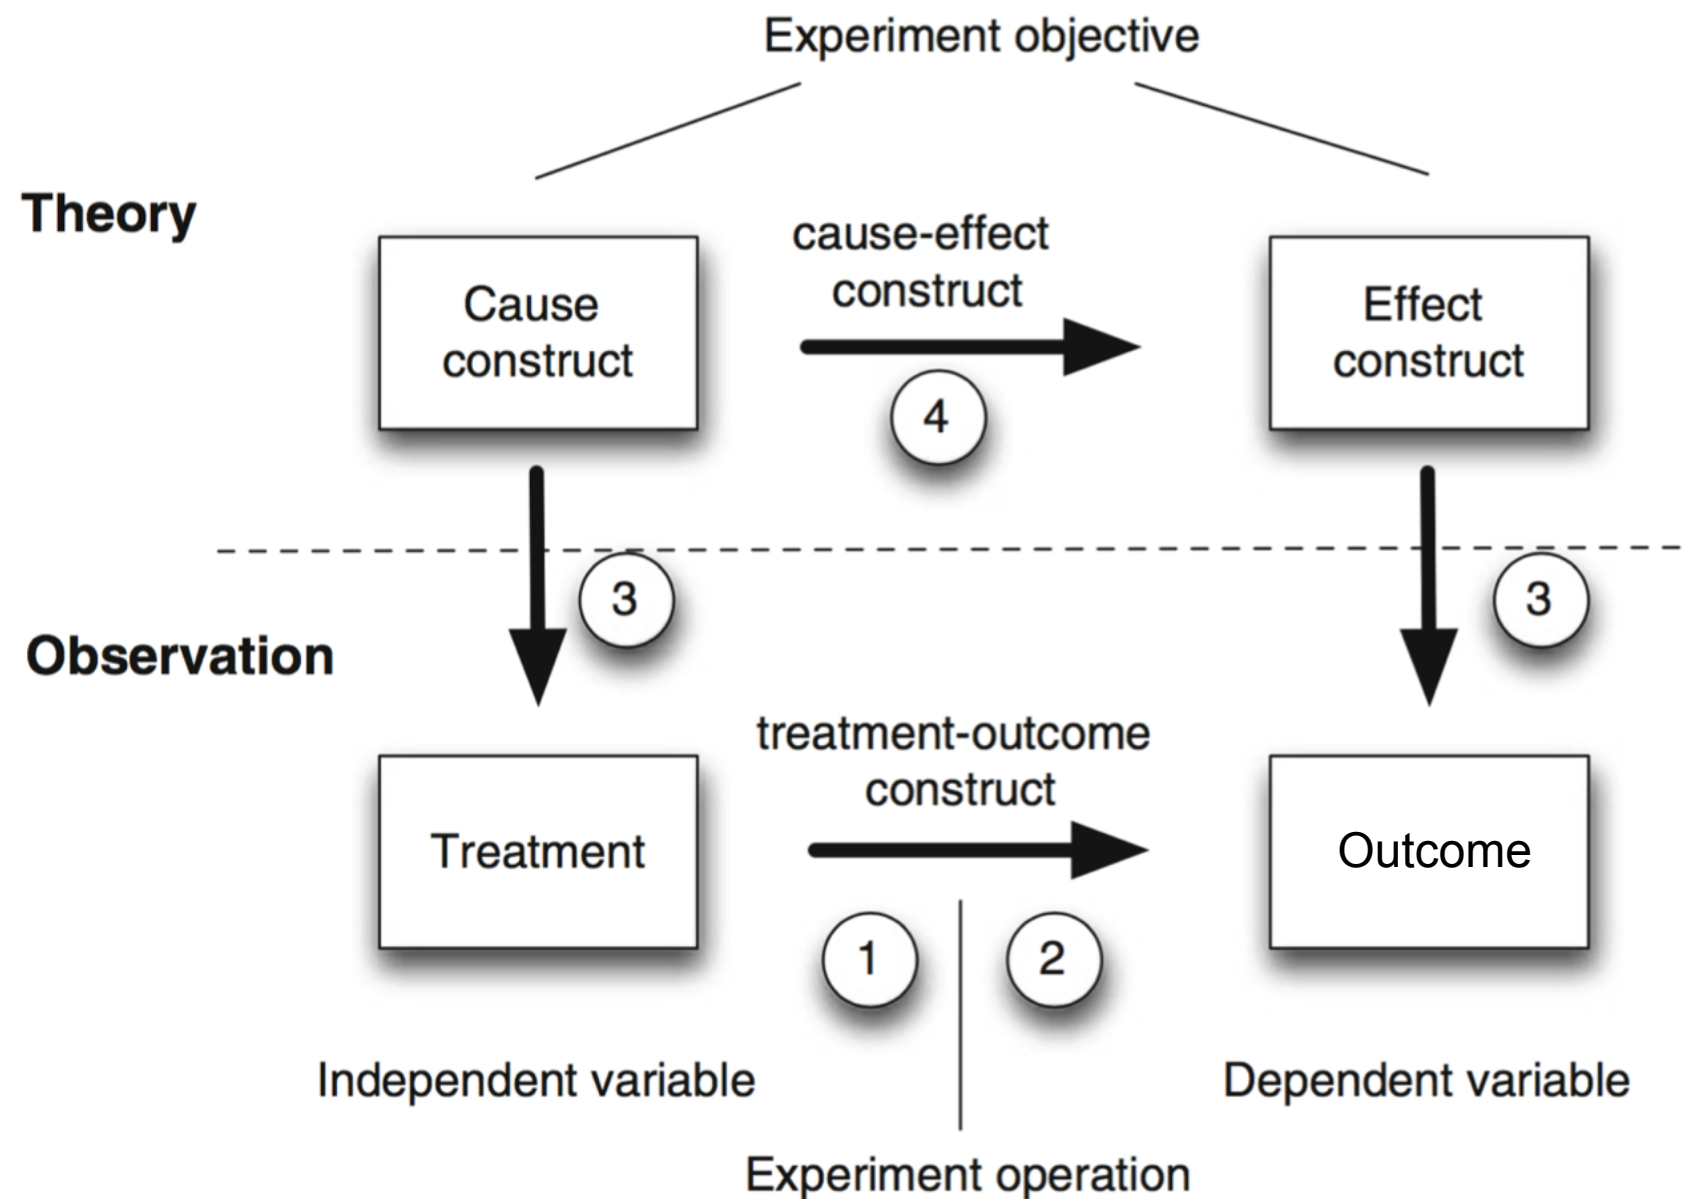 Experiment objective
Theory
cause-effect
construct
Cause
construct
Effect
construct
4
3
3
Observation
treatment-outcome
construct
Treatment
Outcome
1
2
Independent variable
Dependent variable
Experiment operation